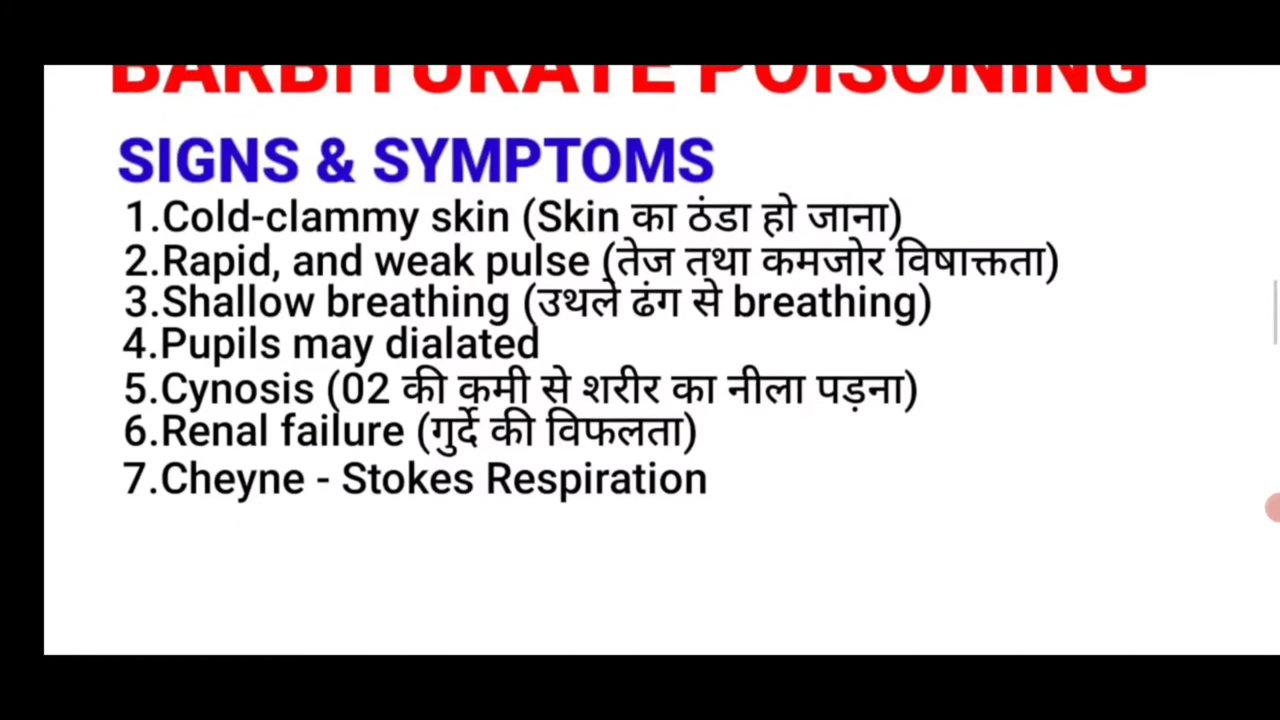 BARBITURATE POISONING
SIGNS & SYMPTOMS
1.Cold-clammy skin (Skin का ठंडा हो जाना)
2.Rapid, and weak pulse (तेज तथा कमजोर विषाक्तता)
3.Shallow breathing (उथले ढंग से breathing)
4.Pupils may dialated
5.Cynosis (02 की कमी से शरीर का नीला पड़ना)
6.Renal failure (गुर्दे की विफलता)
7.Cheyne - Stokes Respiration